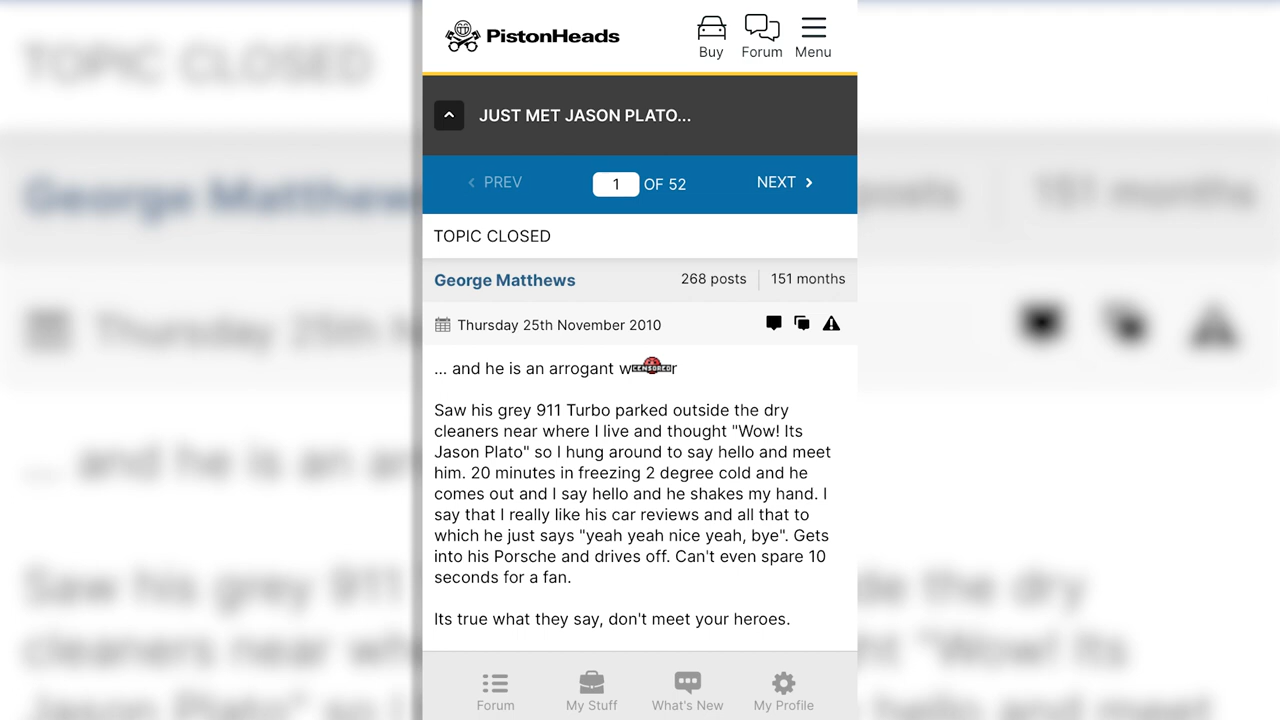 PistonHeads
Buy
Forum
Menu
JUST MET JASON PLATO...
PREV
1
OF 52
NEXT
TOPIC CLOSED
George Matthews
268 posts
151 months
Thursday 25th November 2010
... and he is an arrogant w CENSORED r
Saw his grey 911 Turbo parked outside the dry
cleaners near where I live and thought "Wow! Its
Jason Plato" so I hung around to say hello and meet
him. 20 minutes in freezing 2 degree cold and he
comes out and I say hello and he shakes my hand. I
say that I really like his car reviews and all that to
which he just says "yeah yeah nice yeah, bye". Gets
into his Porsche and drives off. Can't even spare 10
seconds for a fan.
Its true what they say, don't meet your heroes.
Forum
My Stuff
What's New
My Profile